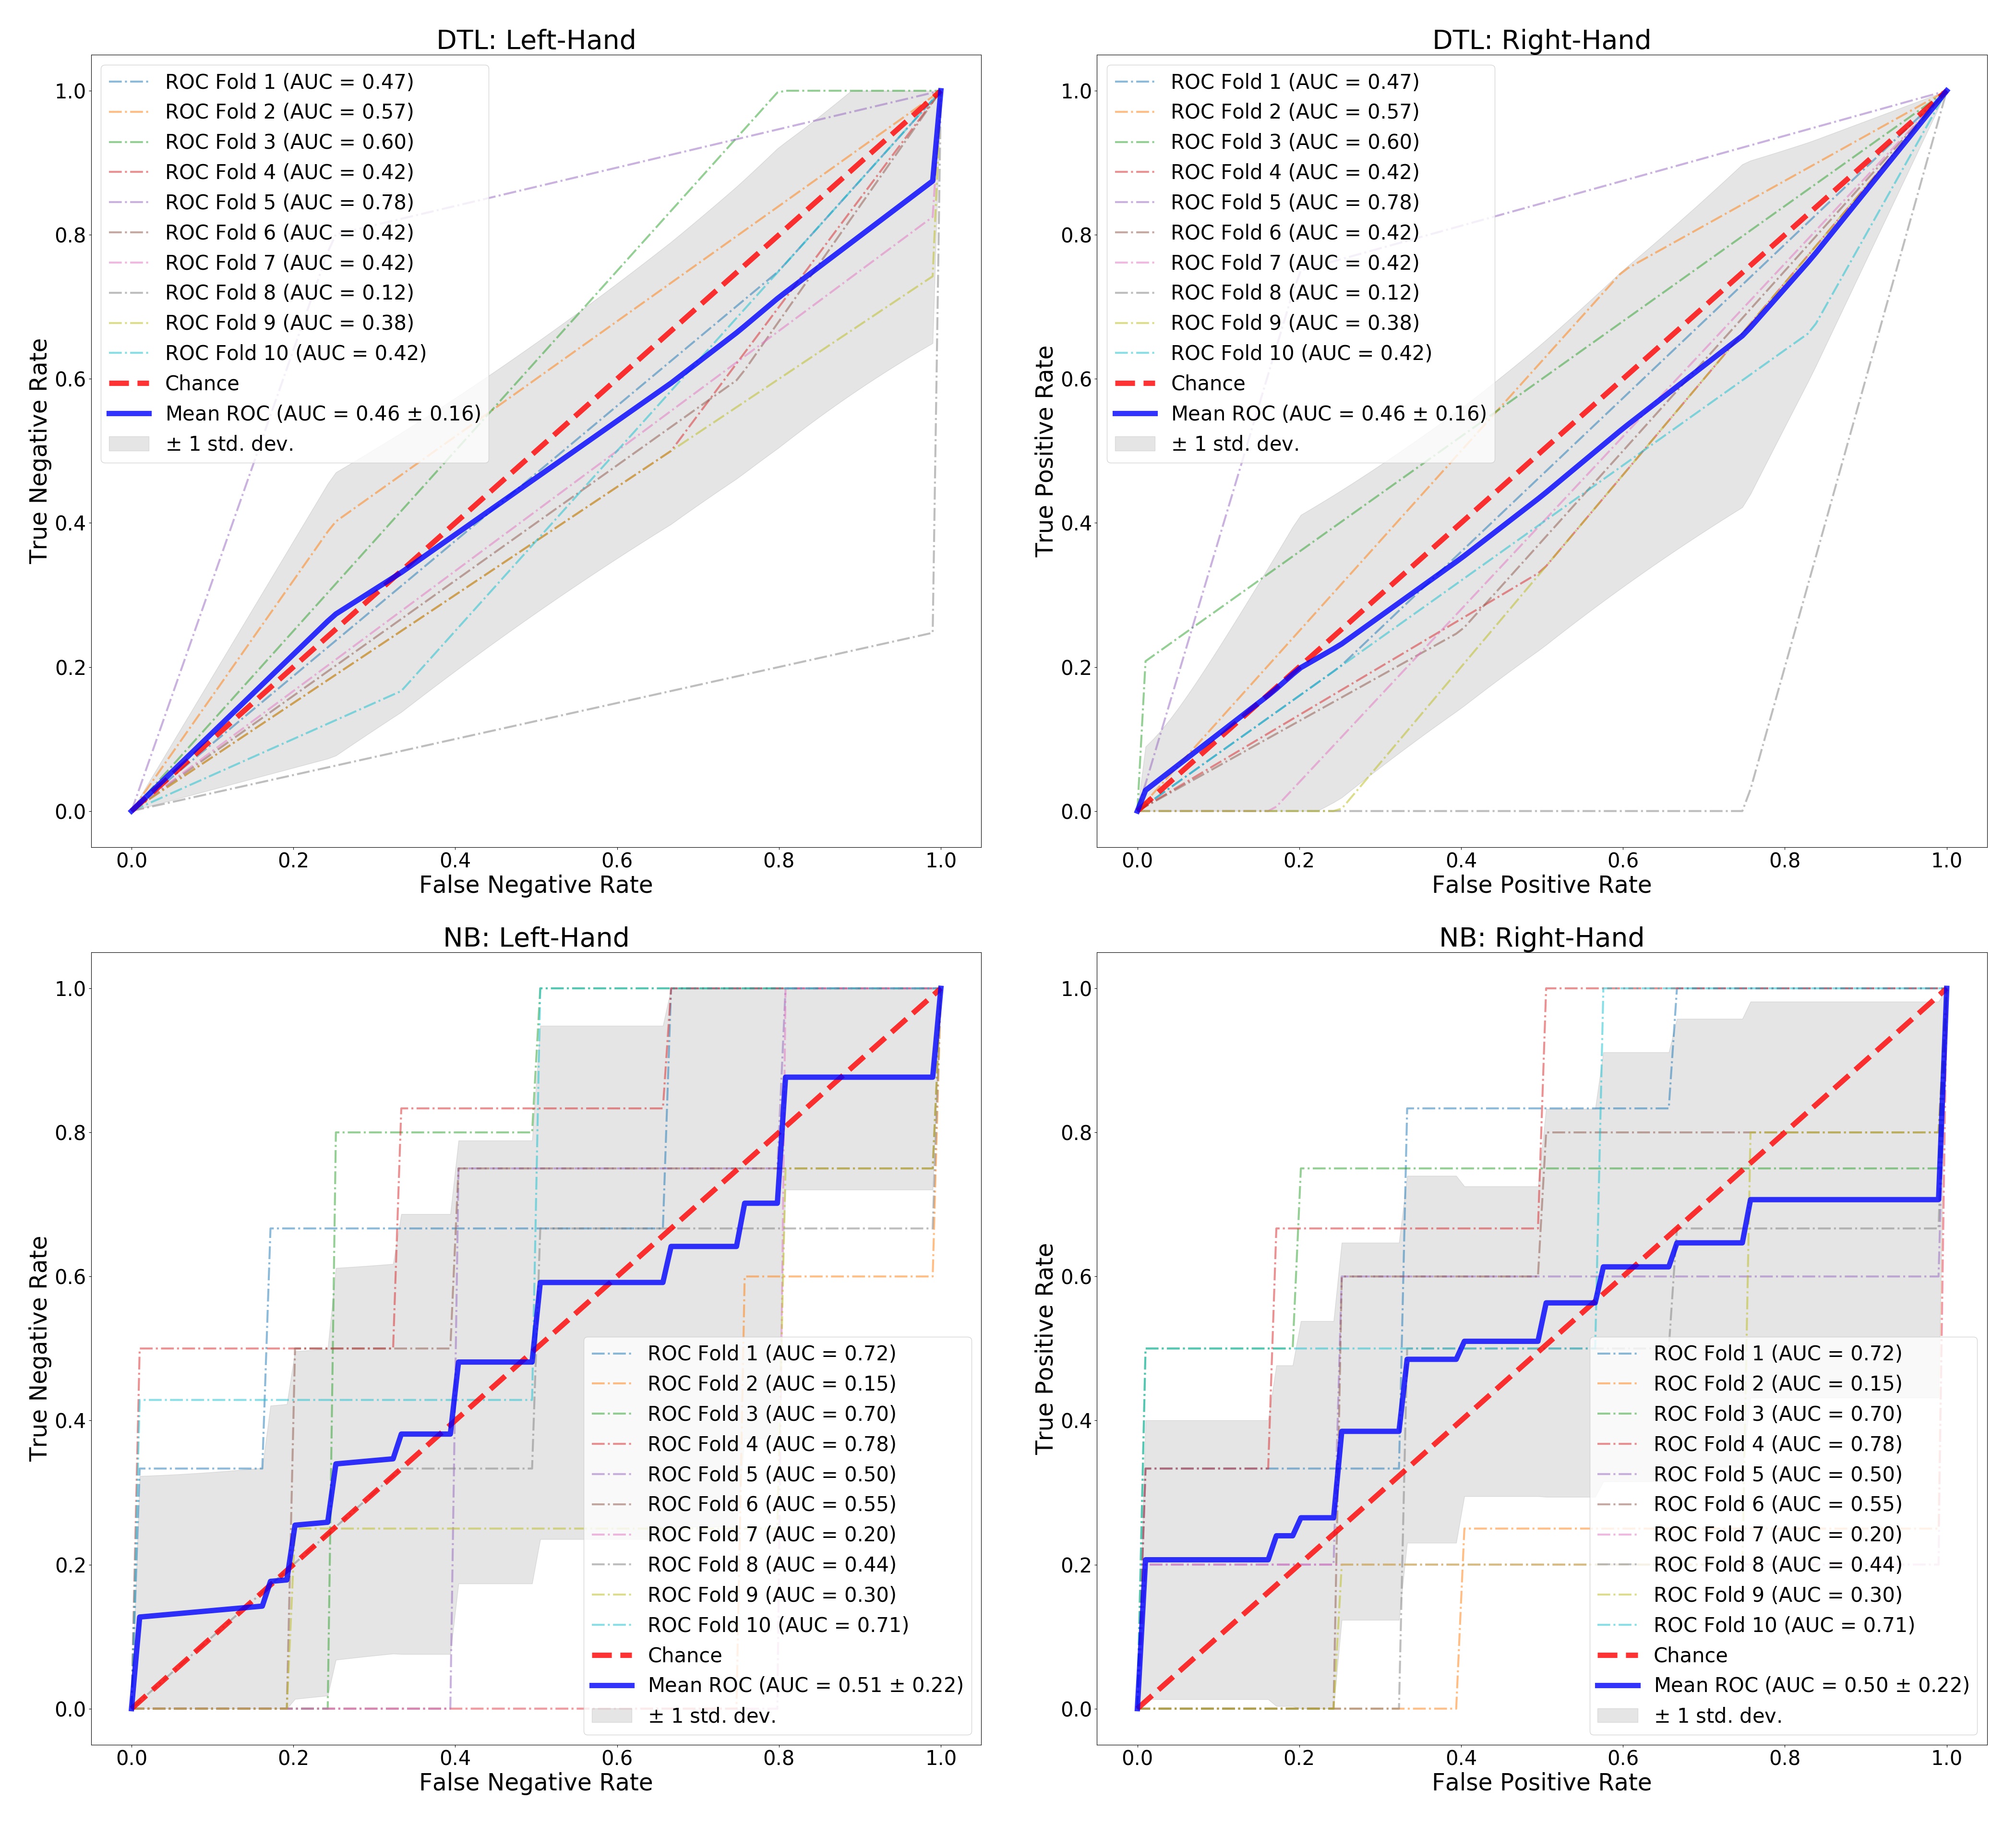 DTL: Left-Hand
True Negative Rate
1.0
0.8
0.6
0.4
0.2
0.0
ROC Fold 1 (AUC = 0.47)
ROC Fold 2 (AUC = 0.57)
ROC Fold 3 (AUC = 0.60)
ROC Fold 4 (AUC = 0.42)
ROC Fold 5 (AUC = 0.78)
ROC Fold 6 (AUC = 0.42)
ROC Fold 7 (AUC = 0.42)
ROC Fold 8 (AUC = 0.12)
ROC Fold 9 (AUC = 0.38)
ROC Fold 10 (AUC = 0.42)
Chance
Mean ROC (AUC = 0.46 ± 0.16)
± 1 std. dev.
0.0 0.2 0.4 0.6 0.8 1.0
False Negative Rate
DTL: Right-Hand
True Positive Rate
1.0
0.8
0.6
0.4
0.2
0.0
ROC Fold 1 (AUC = 0.47)
ROC Fold 2 (AUC = 0.57)
ROC Fold 3 (AUC = 0.60)
ROC Fold 4 (AUC = 0.42)
ROC Fold 5 (AUC = 0.78)
ROC Fold 6 (AUC = 0.42)
ROC Fold 7 (AUC = 0.42)
ROC Fold 8 (AUC = 0.12)
ROC Fold 9 (AUC = 0.38)
ROC Fold 10 (AUC = 0.42)
Chance
Mean ROC (AUC = 0.46 ± 0.16)
± 1 std. dev.
0.0 0.2 0.4 0.6 0.8 1.0
False Positive Rate
NB: Left-Hand
True Negative Rate
1.0
0.8
0.6
0.4
0.2
0.0
ROC Fold 1 (AUC = 0.72)
ROC Fold 2 (AUC = 0.15)
ROC Fold 3 (AUC = 0.70)
ROC Fold 4 (AUC = 0.78)
ROC Fold 5 (AUC = 0.50)
ROC Fold 6 (AUC = 0.55)
ROC Fold 7 (AUC = 0.20)
ROC Fold 8 (AUC = 0.44)
ROC Fold 9 (AUC = 0.30)
ROC Fold 10 (AUC = 0.71)
Chance
Mean ROC (AUC = 0.51 ± 0.22)
± 1 std. dev.
0.0 0.2 0.4 0.6 0.8 1.0
False Negative Rate
NB: Right-Hand
True Positive Rate
1.0
0.8
0.6
0.4
0.2
0.0
ROC Fold 1 (AUC = 0.72)
ROC Fold 2 (AUC = 0.15)
ROC Fold 3 (AUC = 0.70)
ROC Fold 4 (AUC = 0.78)
ROC Fold 5 (AUC = 0.50)
ROC Fold 6 (AUC = 0.55)
ROC Fold 7 (AUC = 0.20)
ROC Fold 8 (AUC = 0.44)
ROC Fold 9 (AUC = 0.30)
ROC Fold 10 (AUC = 0.71)
Chance
Mean ROC (AUC = 0.50 ± 0.22)
± 1 std. dev.
0.0 0.2 0.4 0.6 0.8 1.0
False Positive Rate